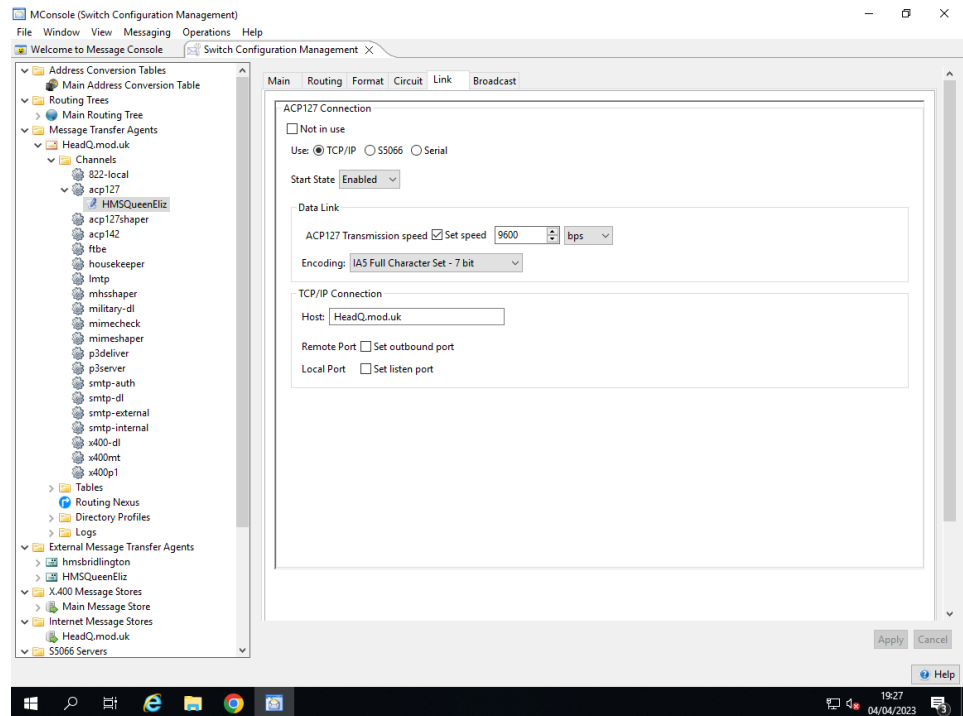 MConsole (Switch Configuration Management)
File Window View Messaging Operations Help
Welcome to Message Console
Switch Configuration Management
Address Conversion Tables
Main Address Conversion Table
Routing Trees
Main Routing Tree
Message Transfer Agents
HeadQ.mod.uk
Channels
822-local
acp127
HMSQueenEliz
acp127shaper
acp142
ftbe
housekeeper
lmtp
mhsshaper
military-dl
mimecheck
mimeshaper
p3deliver
p3server
smtp-auth
smtp-dl
smtp-external
smtp-internal
x400-dl
x400mt
x400p1
Tables
Routing Nexus
Directory Profiles
Logs
External Message Transfer Agents
hmsbridlington
HMSQueenEliz
X.400 Message Stores
Main Message Store
Internet Message Stores
HeadQ.mod.uk
S5066 Servers
Main Routing Format Circuit Link Broadcast
ACP127 Connection
Not in use
Use: TCP/IP S5066 Serial
Start State Enabled
Data Link
ACP127 Transmission speed Set speed 9600 bps
Encoding: IA5 Full Character Set - 7 bit
TCP/IP Connection
Host: HeadQ.mod.uk
Remote Port Set outbound port
Local Port Set listen port
Apply Cancel
Help
19:27
04/04/2023
3